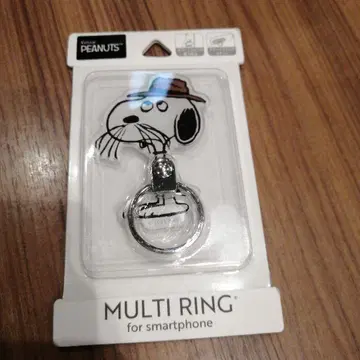 PEANUTS
MULTI RING
for smartphone